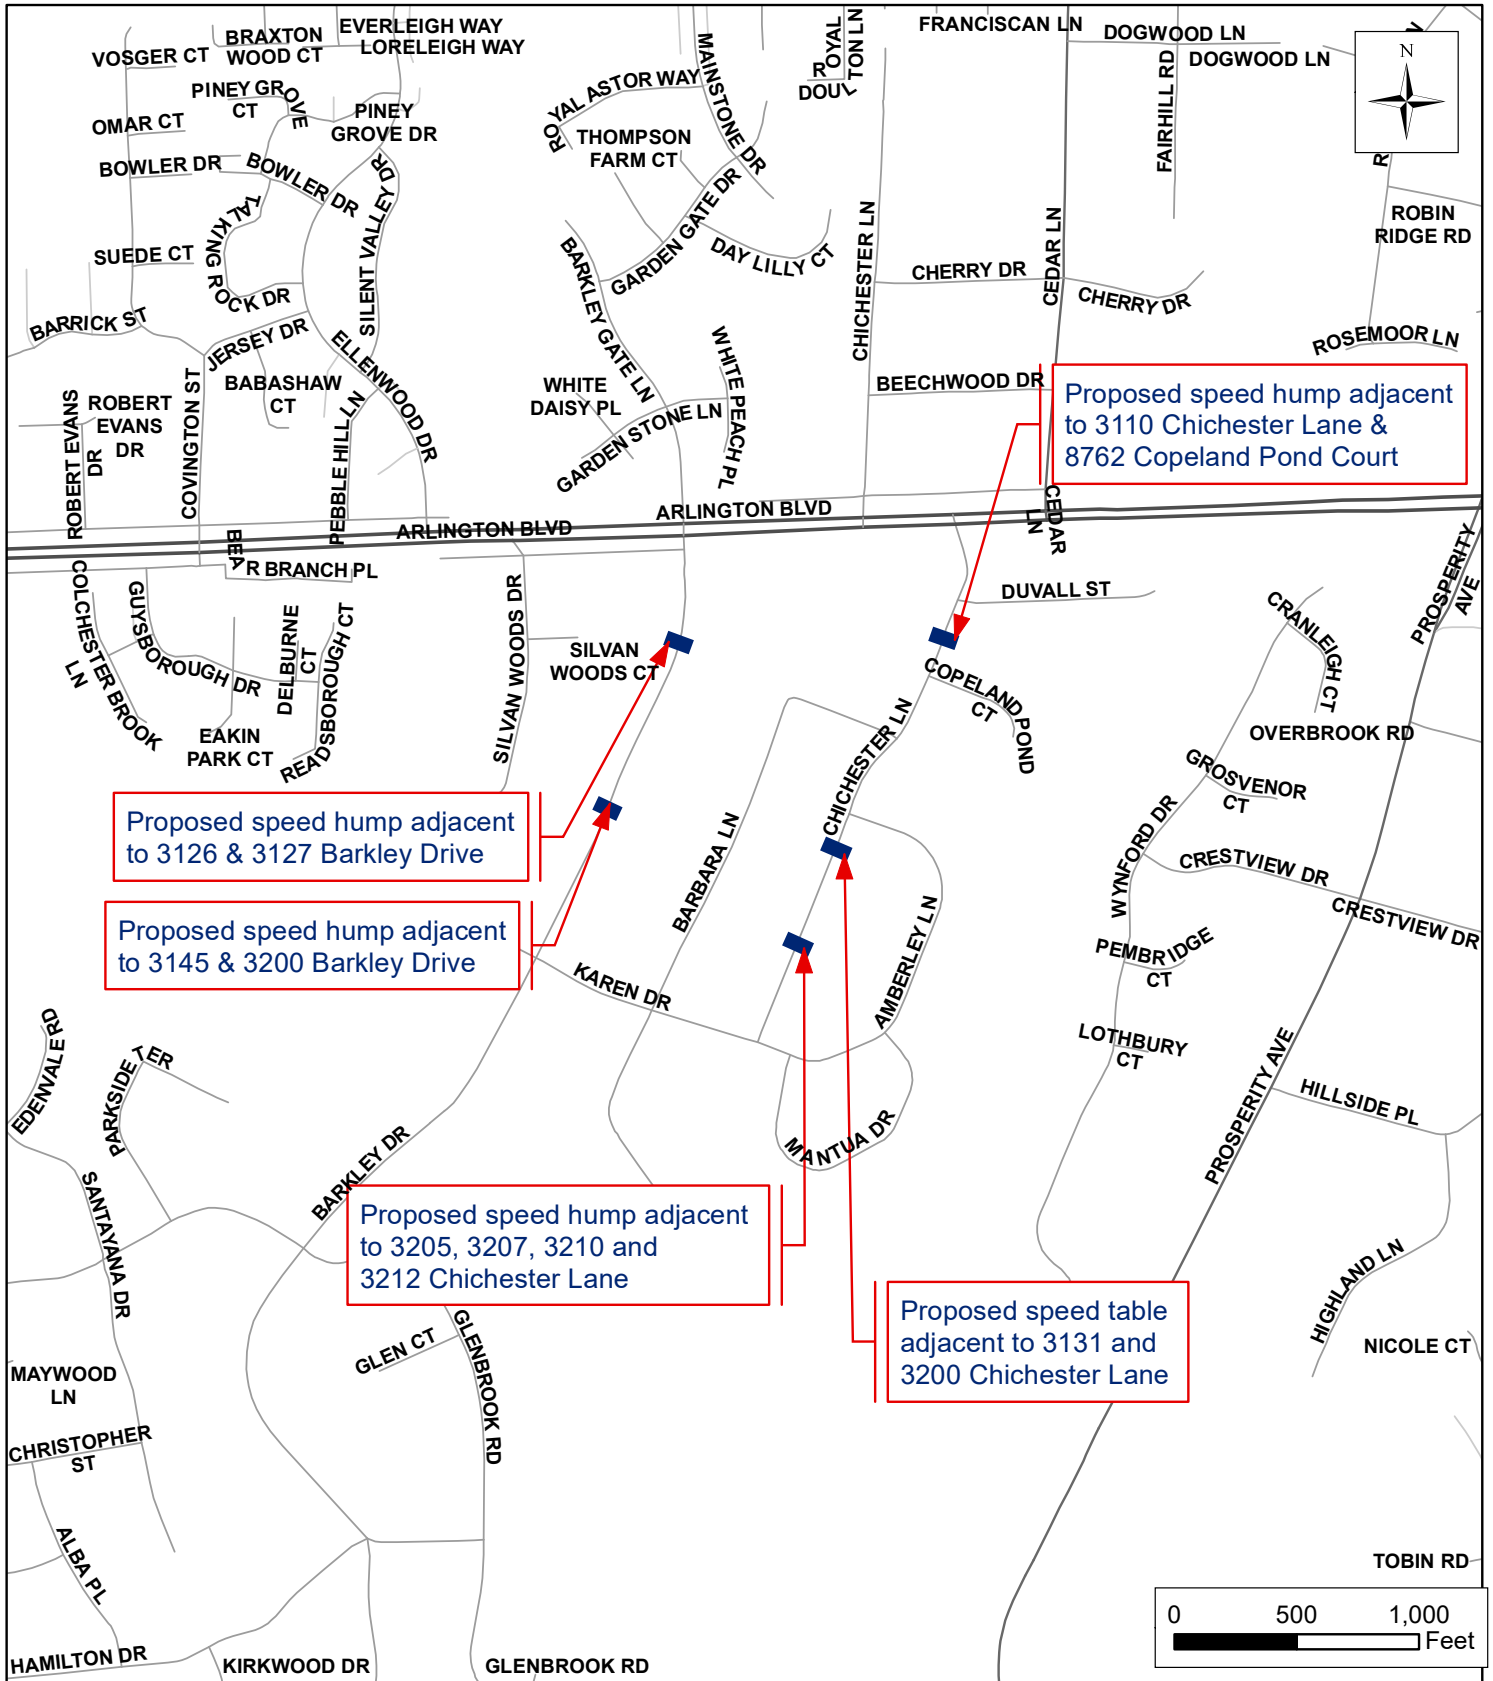 EVERLEIGH WAY
BRAXTON
WOOD CT
LORELEIGH WAY
VOSGER CT
PINEY GROVE
CT
PINEY
GROVE DR
OMAR CT
BOWLER DR
BOWLER DR
TALKING ROCK DR
SUEDE CT
SILENT VALLEY DR
BARRICK ST
JERSEY DR
ELLENWOOD DR
BABASHAW
CT
ROBERT
EVANS
DR
ROBERT EVANS
DR
COVINGTON ST
PEBBLE HILL LN
MAINSTONE DR
ROYAL ASTOR WAY
THOMPSON
FARM CT
GARDEN GATE DR
DAY LILLY CT
BARKLEY GATE LN
WHITE PEACH PL
WHITE
DAISY PL
GARDEN STONE LN
ROYAL
DOULTON LN
FRANCISCAN LN
DOGWOOD LN
DOGWOOD LN
FAIRHILL RD
N
ROBIN
RIDGE RD
CHICHESTER LN
CEDAR LN
CHERRY DR
CHERRY DR
ROSEMOOR LN
BEECHWOOD DR
Proposed speed hump adjacent
to 3110 Chichester Lane &
8762 Copeland Pond Court
ARLINGTON BLVD
ARLINGTON BLVD
CEDAR
LN
PROSPERITY
AVE
BEAR BRANCH PL
COLCHESTER BROOK
LN
GUYSBOROUGH DR
DELBURNE
CT
READSBOROUGH CT
EAKIN
PARK CT
SILVAN WOODS DR
SILVAN
WOODS CT
DUVALL ST
COPELAND POND
CT
CRANLEIGH CT
OVERBROOK RD
GROSVENOR
CT
CHICHESTER LN
Proposed speed hump adjacent
to 3126 & 3127 Barkley Drive
BARBARA LN
WYNFORD DR
CRESTVIEW DR
CRESTVIEW DR
Proposed speed hump adjacent
to 3145 & 3200 Barkley Drive
KAREN DR
AMBERLEY LN
PEMBRIDGE
CT
LOTHBURY
CT
EDENVALE RD
PARKSIDE TER
PROSPERITY AVE
HILLSIDE PL
MANTUA DR
BARKLEY DR
SANTAYANA DR
Proposed speed hump adjacent
to 3205, 3207, 3210 and
3212 Chichester Lane
HIGHLAND LN
Proposed speed table
adjacent to 3131 and
3200 Chichester Lane
GLEN CT
GLENBROOK RD
NICOLE CT
MAYWOOD
LN
CHRISTOPHER
ST
ALBA PL
TOBIN RD
0 500 1,000
Feet
HAMILTON DR
KIRKWOOD DR
GLENBROOK RD